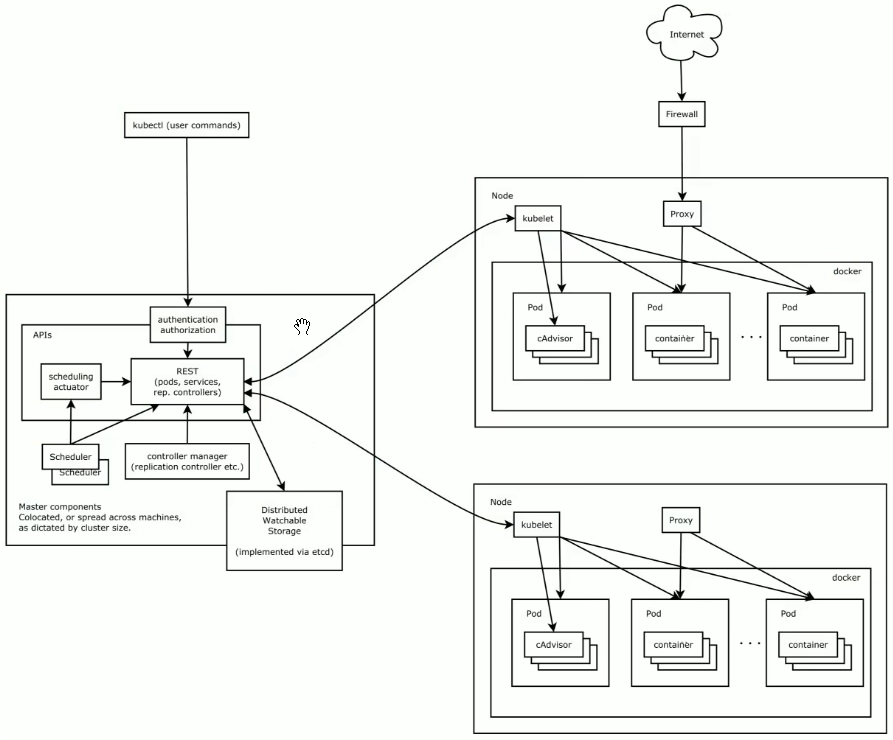 Internet
Firewall
kubectl (user commands)
Node
kubelet
Proxy
docker
Pod
Pod
Pod
cAdvisor
container
. . .
container
authentication
authorization
APIs
REST
(pods, services,
rep. controllers)
scheduling
actuator
Scheduler
Scheduler
controller manager
(replication controller etc.)
Master components
Colocated, or spread across machines,
as dictated by cluster size.
Distributed
Watchable
Storage
(implemented via etcd)
Node
kubelet
Proxy
docker
Pod
Pod
Pod
cAdvisor
container
. . .
container